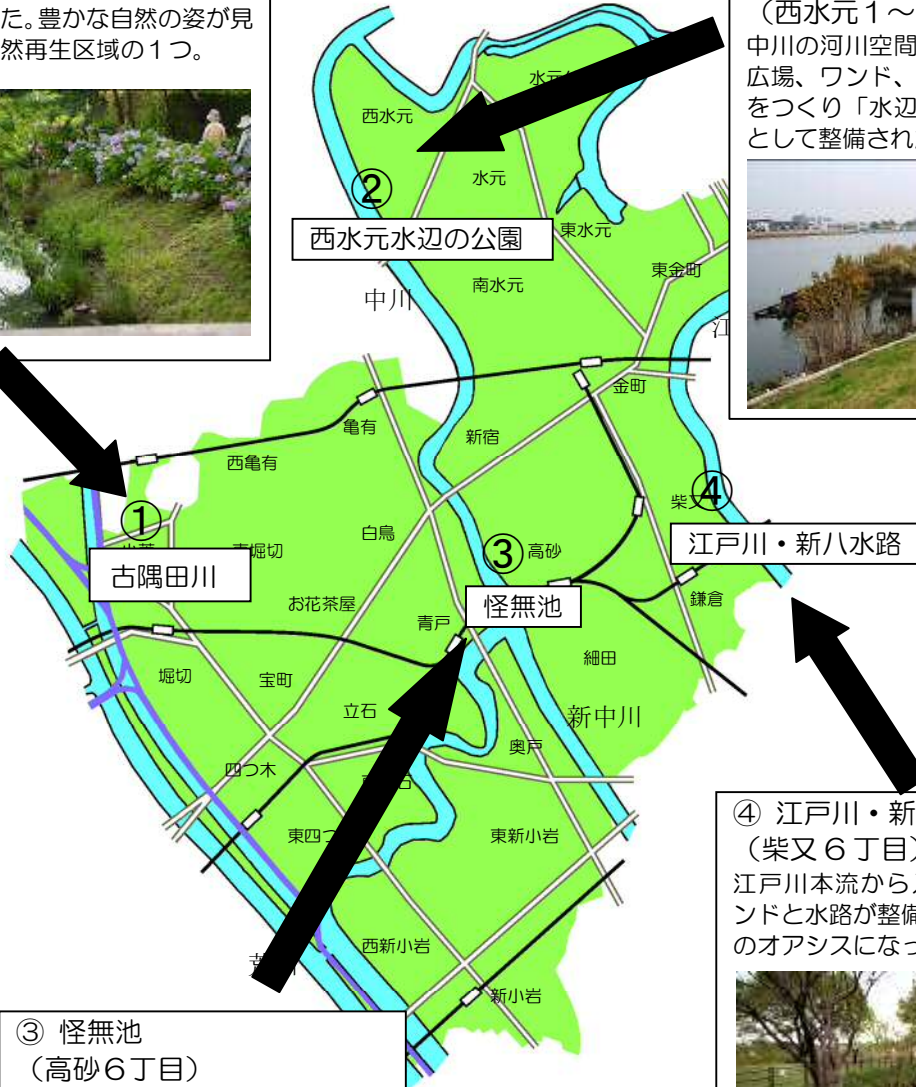 た。豊かな自然の姿が見
然再生区域の１つ。
（西水元１～
中川の河川空間
広場、ワンド、
をつくり「水辺
として整備され
水元
西水元
②
水元
西水元水辺の公園
東水元
中川
南水元
東金町
江
金町
亀有
新宿
西亀有
柴又
④
①
白鳥
③
高砂
江戸川・新八水路
古隅田川
東堀切
お花茶屋
怪無池
鎌倉
青戸
細田
堀切
宝町
立石
新中川
奥戸
四つ木
石
東四つ
東新小岩
西新小岩
新小岩
④ 江戸川・新
（柴又６丁目）
江戸川本流から
ンドと水路が整備
のオアシスになっ
③ 怪無池
（高砂６丁目）